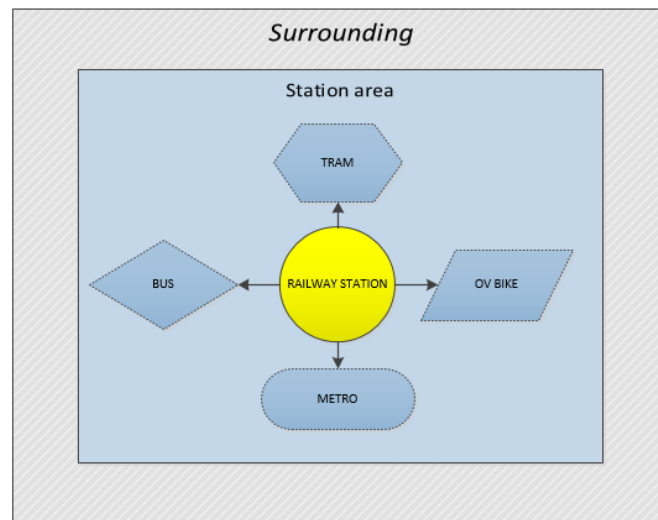 Surrounding
Station area
TRAM
BUS
RAILWAY STATION
OV BIKE
METRO